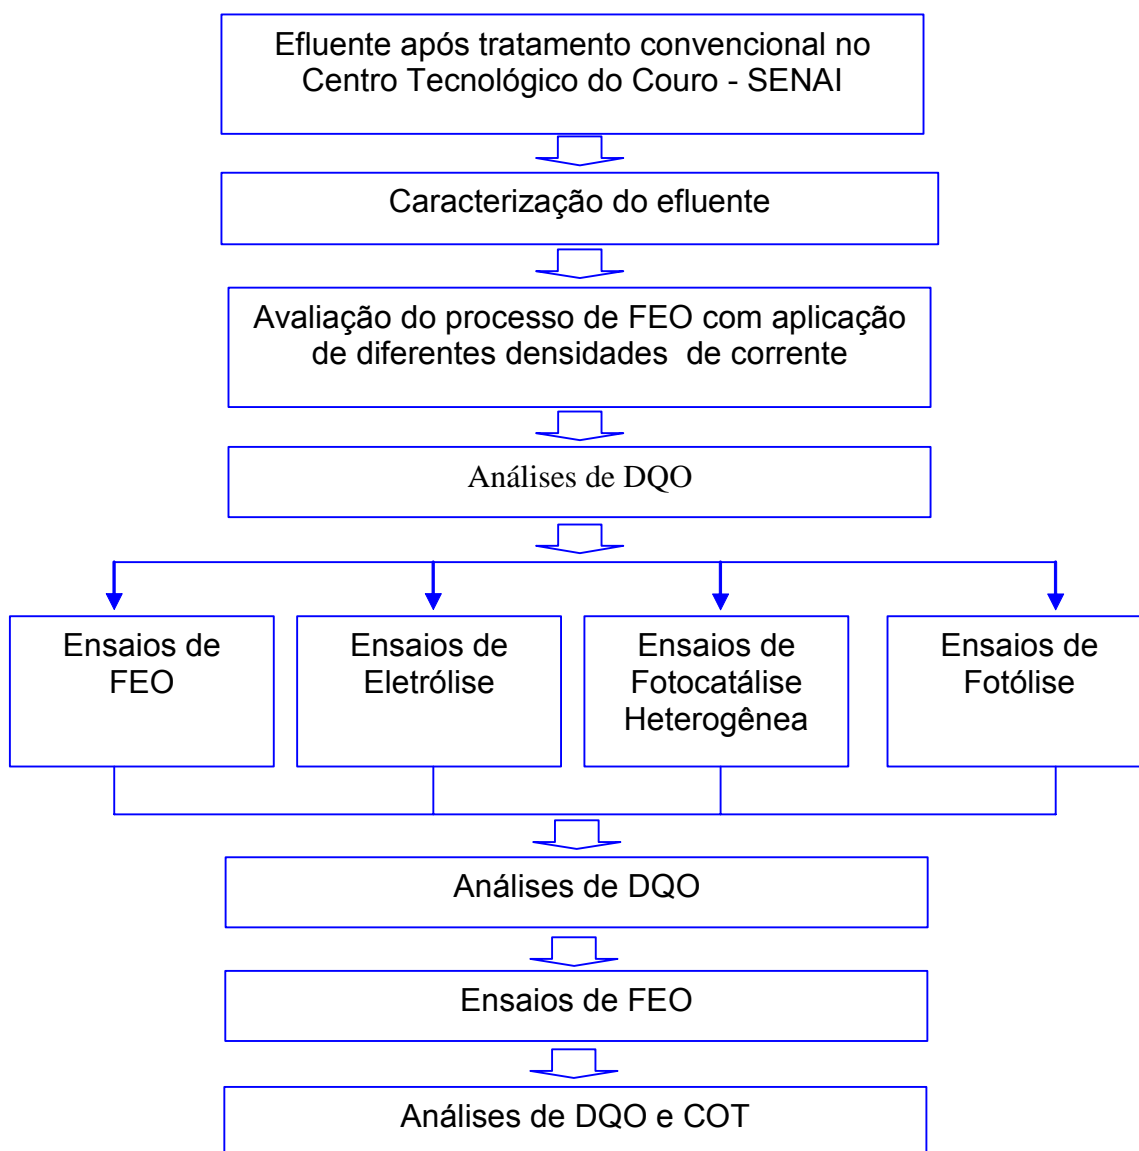 Efluente após tratamento convencional no
Centro Tecnológico do Couro - SENAI
Caracterização do efluente
Avaliação do processo de FEO com aplicação
de diferentes densidades de corrente
Análises de DQO
Ensaios de
FEO
Ensaios de
Eletrólise
Ensaios de
Fotocatálise
Heterogênea
Ensaios de
Fotólise
Análises de DQO
Ensaios de FEO
Análises de DQO e COT